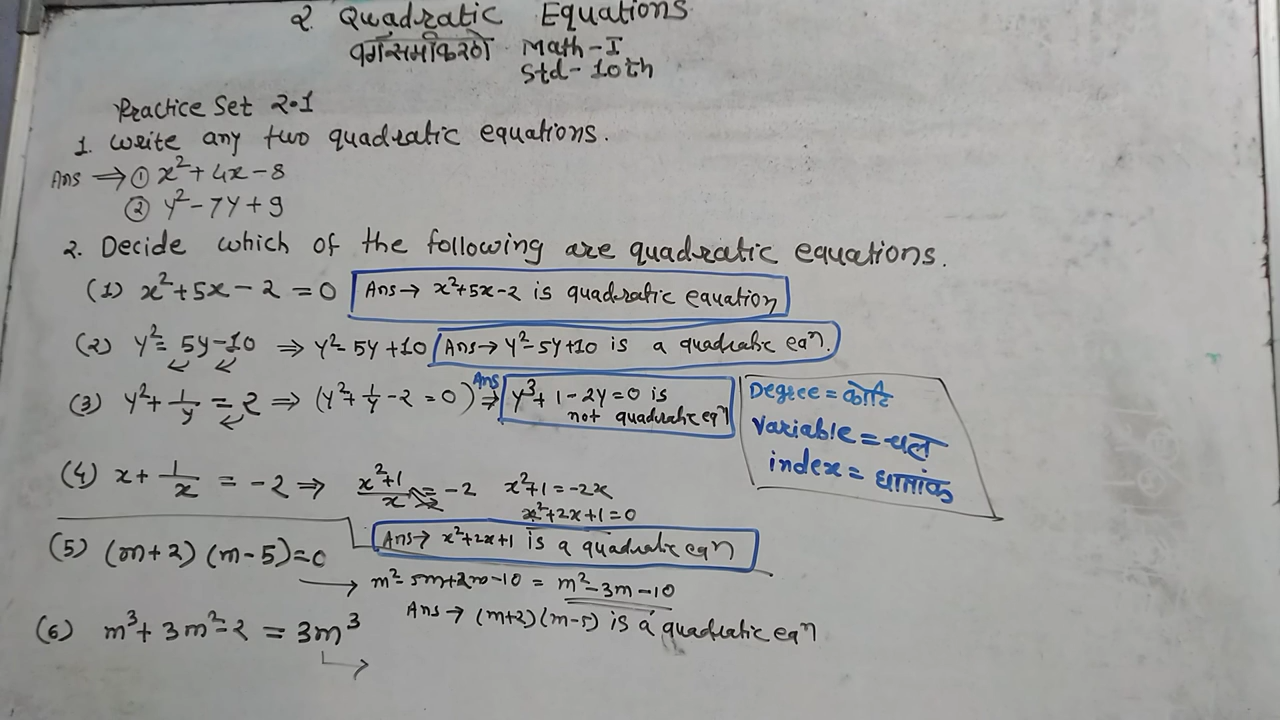 2. Quadratic Equations
वर्गसमीकरणे Math-I
Std-10th
Practice Set 2.1
1. Write any two quadratic equations.
Ans ⇒ ① x²+4x-8
② y²-7y+9
2. Decide which of the following are quadratic equations.
(1) x²+5x-2=0 Ans→ x²+5x-2 is quadratic equation
(2) y²=5y-10 ⇒ y²-5y+10 Ans→ y²-5y+10 is a quadratic eqn.
(3) y²+1/y=2 ⇒ (y²+1/y-2=0) Ans ⇒ y³+1-2y=0 is
not quadratic eqn
Degree = कोटि
Variable = चल
index = घातांक
(4) x+1/x = -2 ⇒ x²+1/x = -2 x²+1=-2x
x²+2x+1=0
Ans→ x²+2x+1 is a quadratic eqn
(5) (m+2)(m-5)=0
→ m²-5m+2m-10 = m²-3m-10
Ans → (m+2)(m-5) is a quadratic eqn
(6) m³+3m²-2 = 3m³